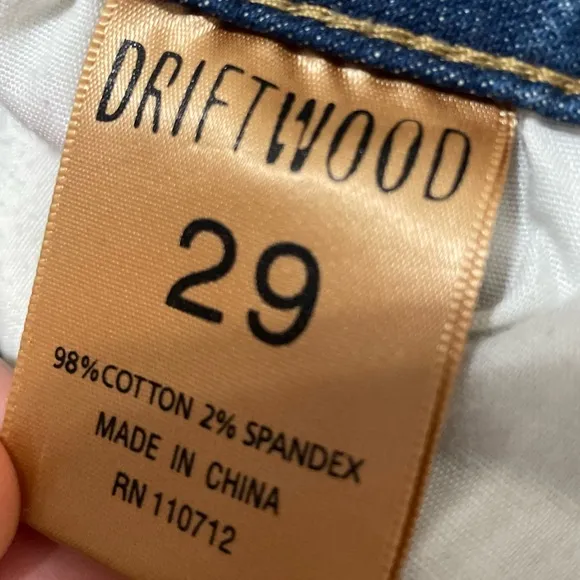 DRIFTWOOD
29
98%COTTON 2% SPANDEX
MADE IN CHINA
RN 110712